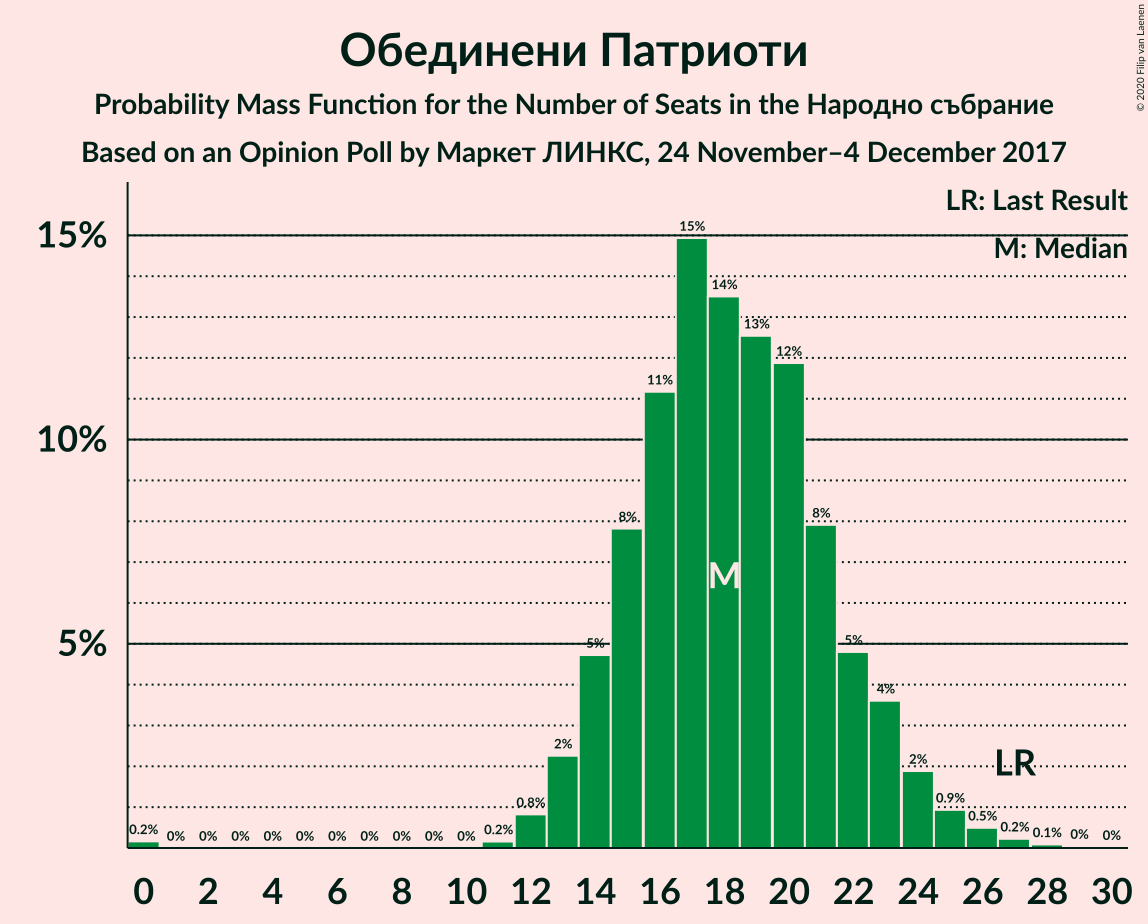 Обединени Патриоти
Probability Mass Function for the Number of Seats in the Народно събрание
Based on an Opinion Poll by Маркет ЛИНКС, 24 November–4 December 2017
© 2020 Filip van Laenen
LR: Last Result
M: Median
15%
10%
5%
0.2% 0% 0% 0% 0% 0% 0% 0% 0% 0% 0% 0.2% 0.8% 2% 5% 8% 11% 15% 14% 13% 12% 8% 5% 4% 2% 0.9% 0.5% 0.2% 0.1% 0% 0%
M
LR
0 2 4 6 8 10 12 14 16 18 20 22 24 26 28 30